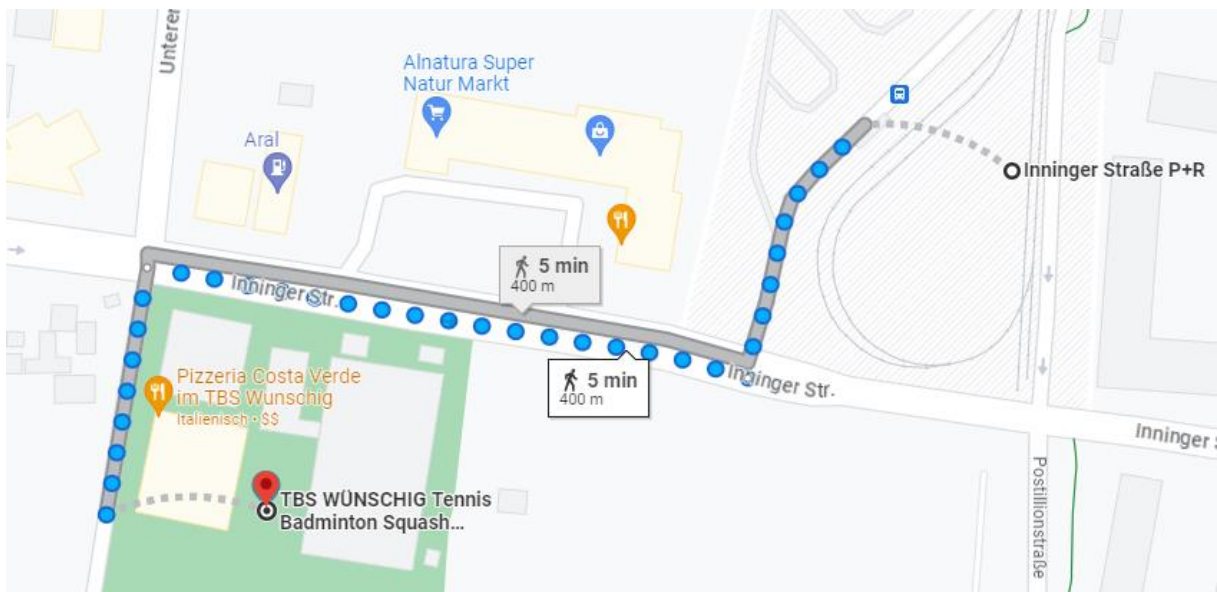 Unterer
Alnatura Super
Natur Markt
Aral
Inninger Straße P+R
5 min
400 m
Inninger Str.
5 min
400 m
Inninger Str.
Pizzeria Costa Verde
im TBS Wunschig
Italienisch • $$
Inninger S
TBS WÜNSCHIG Tennis
Badminton Squash...
Postillionstraße